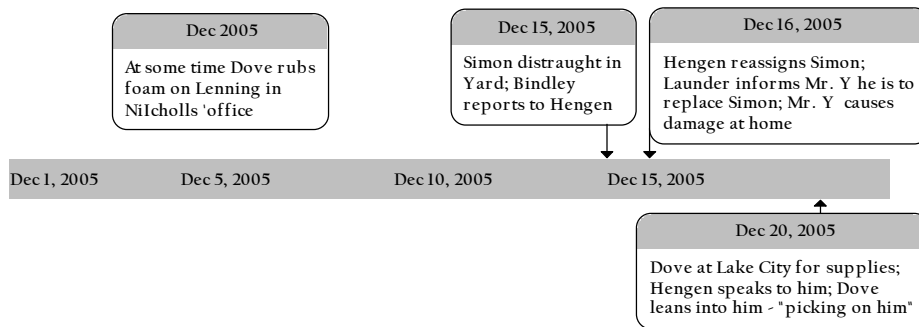 Dec 2005
At some time Dove rubs
foam on Lenning in
NiIcholls 'office
Dec 15, 2005
Simon distraught in
Yard; Bindley
reports to Hengen
Dec 16, 2005
Hengen reassigns Simon;
Launder informs Mr. Y he is to
replace Simon; Mr. Y causes
damage at home
Dec 1, 2005
Dec 5, 2005
Dec 10, 2005
Dec 15, 2005
Dec 20, 2005
Dove at Lake City for supplies;
Hengen speaks to him; Dove
leans into him - "picking on him"